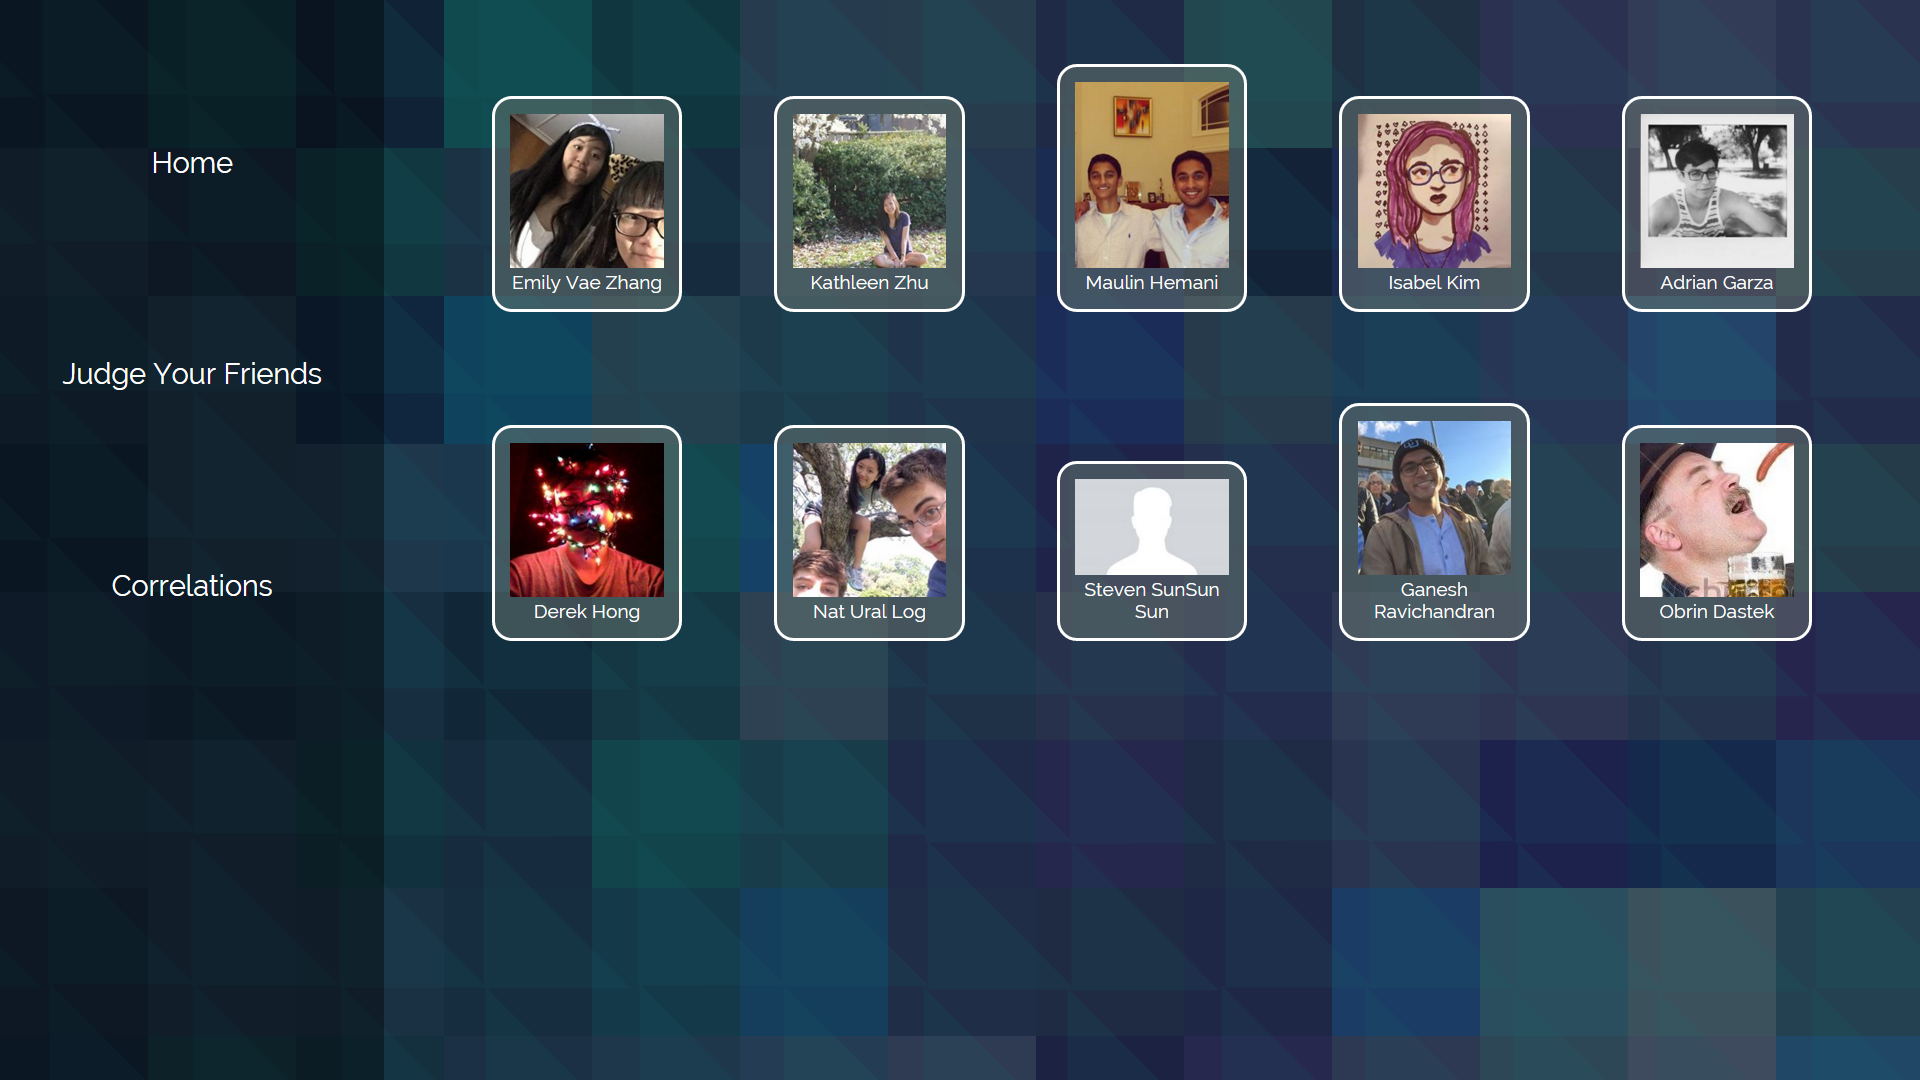 Home
Judge Your Friends
Correlations
Emily Vae Zhang
Kathleen Zhu
Maulin Hemani
Isabel Kim
Adrian Garza
Derek Hong
Nat Ural Log
Steven SunSun
Sun
Ganesh
Ravichandran
Obrin Dastek